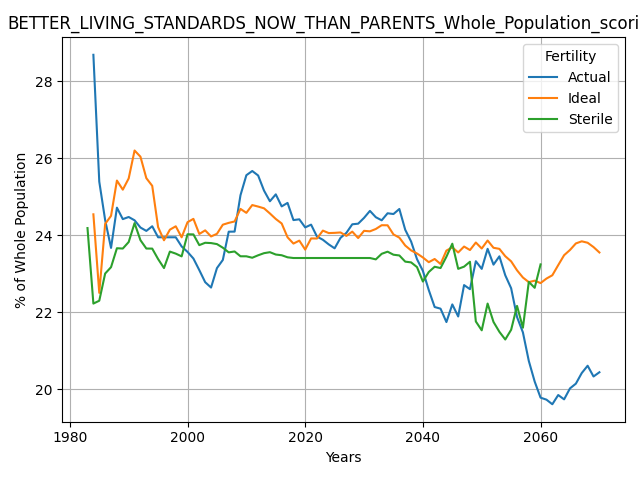 BETTER_LIVING_STANDARDS_NOW_THAN_PARENTS_Whole_Population_scori
Fertility
Actual
Ideal
Sterile
% of Whole Population
28
26
24
22
20
1980
2000
2020
2040
2060
Years